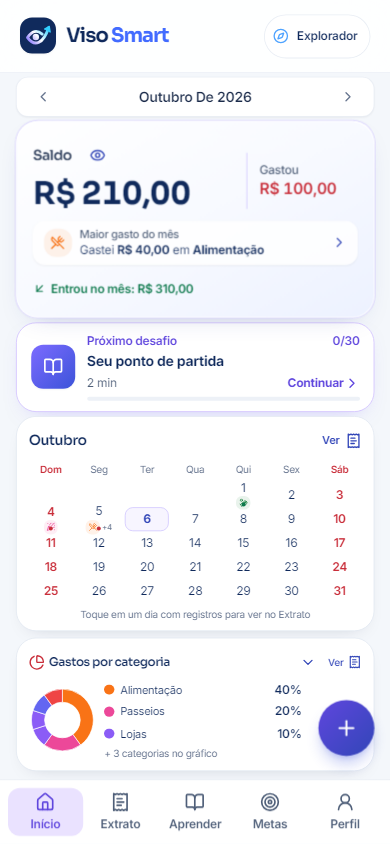 Viso Smart
Explorador
Outubro De 2026
Saldo
R$ 210,00
Gastou
R$ 100,00
Maior gasto do mês
Gastei R$ 40,00 em Alimentação
Entrou no mês: R$ 310,00
Próximo desafio 0/30
Seu ponto de partida
2 min Continuar
Outubro Ver
Dom Seg Ter Qua Qui Sex Sáb
1 2 3
4 5 6 7 8 9 10
+4
11 12 13 14 15 16 17
18 19 20 21 22 23 24
25 26 27 28 29 30 31
Toque em um dia com registros para ver no Extrato
Gastos por categoria Ver
Alimentação 40%
Passeios 20%
Lojas 10%
+ 3 categorias no gráfico
Início Extrato Aprender Metas Perfil